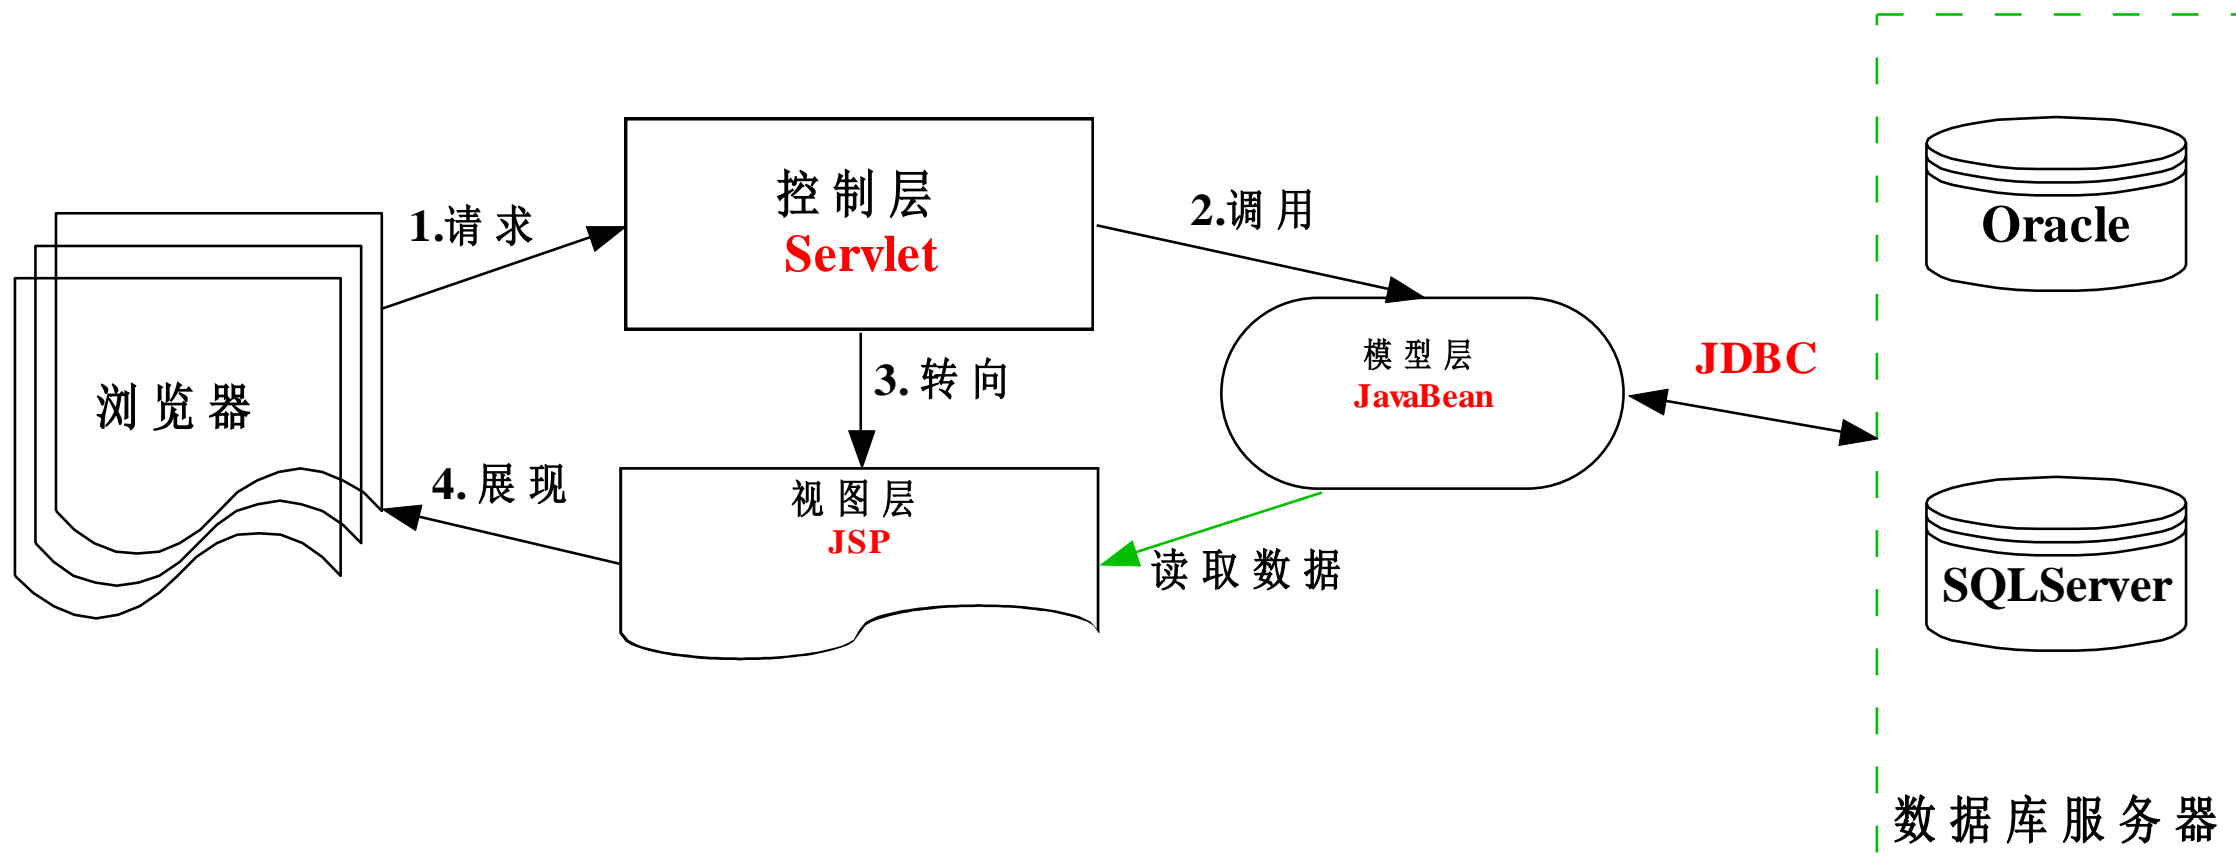 1.请求
控制层
Servlet
2.调用
Oracle
浏览器
3.转向
模型层
JavaBean
JDBC
4.展现
视图层
JSP
读取数据
SQLServer
数据库服务器